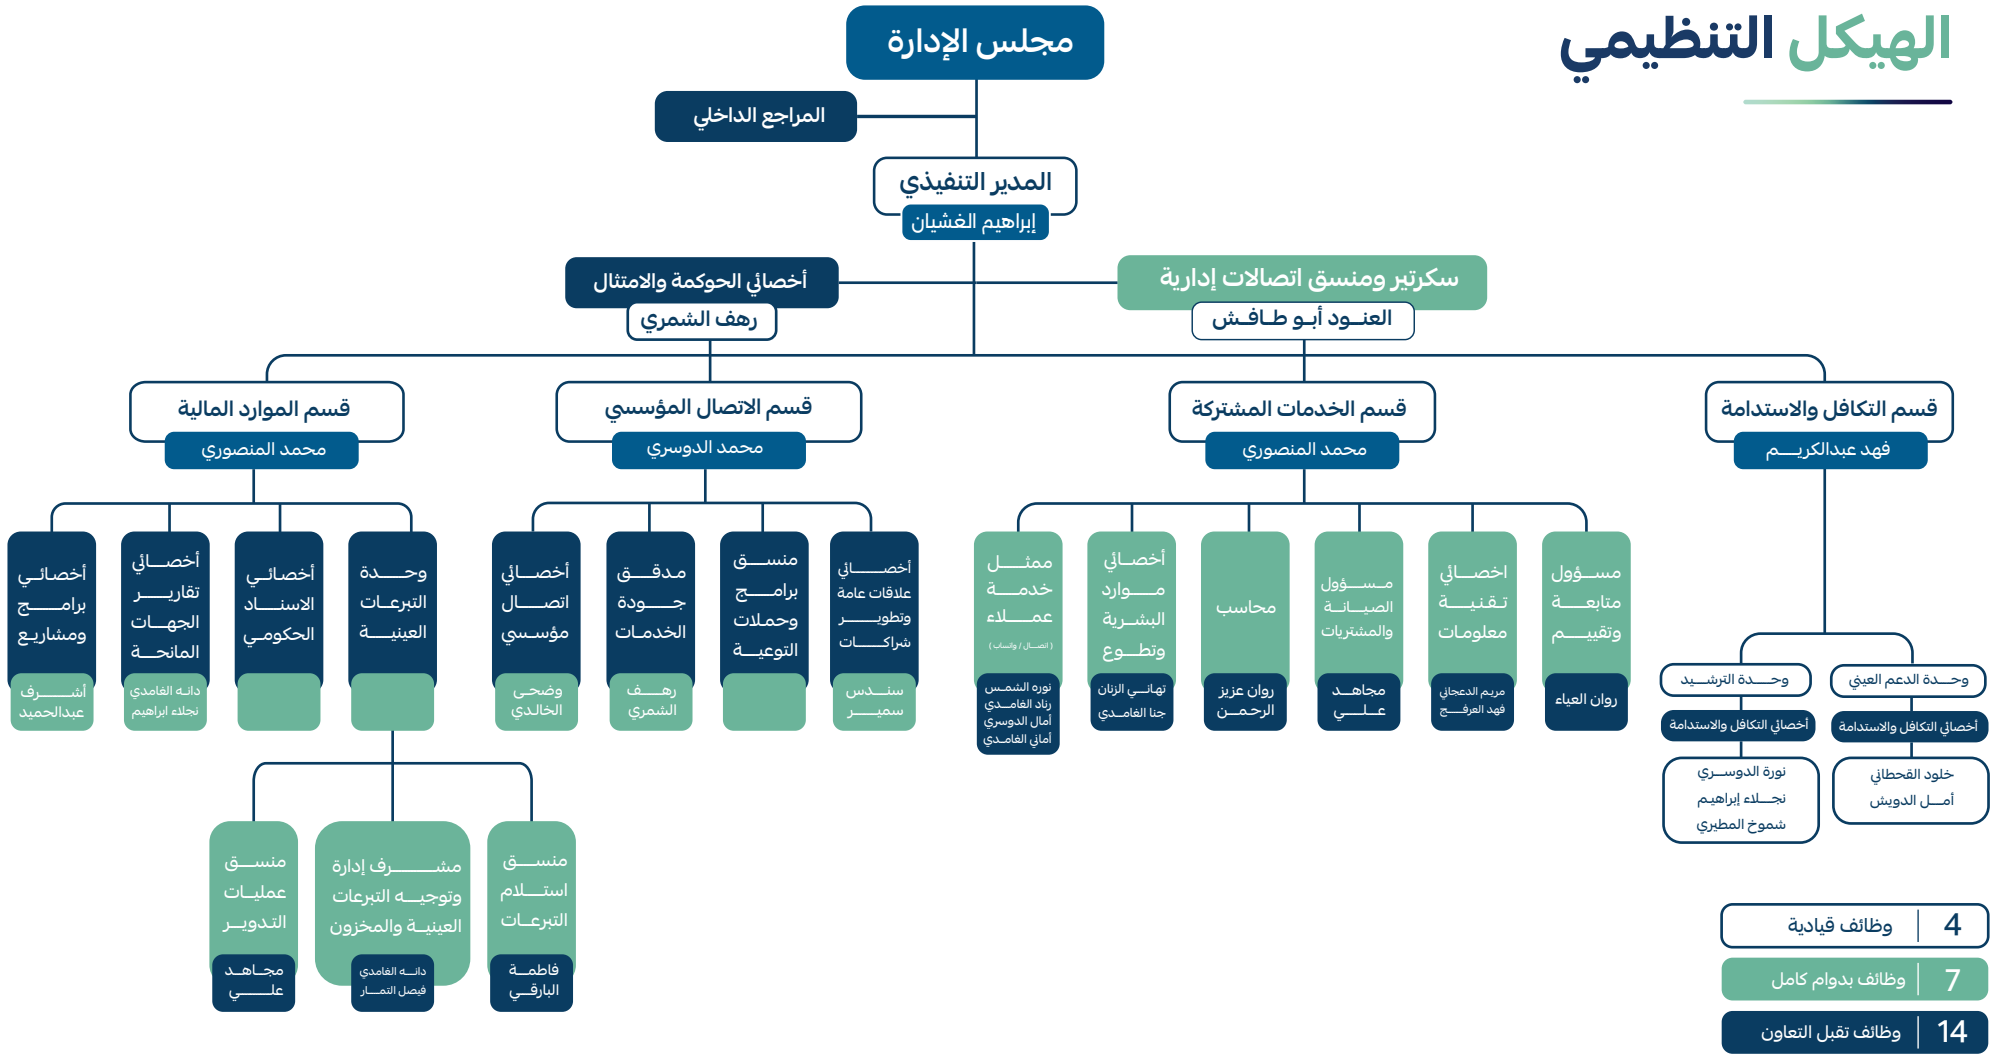 الهيكل التنظيمي
مجلس الإدارة
المراجع الداخلي
المدير التنفيذي
إبراهيم الغشيان
سكرتير ومنسق اتصالات إدارية
العنود أبو طافش
أخصائي الحوكمة والامتثال
رهف الشمري
قسم التكافل والاستدامة
فهد عبدالكريم
قسم الخدمات المشتركة
محمد المنصوري
قسم الاتصال المؤسسي
محمد الدوسري
قسم الموارد المالية
محمد المنصوري
وحدة الدعم العيني
أخصائي التكافل والاستدامة
خلود القحطاني
أمل الدويش
وحدة الترشيد
أخصائي التكافل والاستدامة
نورة الدوسري
نجلاء إبراهيم
شموخ المطيري
مسؤول
متابعة
وتقييم
روان العياء
اخصائي
تقنية
معلومات
مريم الدعجاني
فهد العرفج
مسؤول
الصيانة
والمشتريات
مجاهد
علي
محاسب
روان عزيز
الرحمن
أخصائي
موارد
البشرية
وتطوع
تهاني الزنان
جنا الغامدي
ممثل
خدمة
عملاء
( اتصال / واتساب )
نوره الشمس
رناد الغامدي
أمال الدوسري
أماني الغامدي
أخصائي
علاقات عامة
وتطوير
شراكات
سندس
سمير
منسق
برامج
وحملات
التوعية
مدقق
جودة
الخدمات
رهف
الشمري
أخصائي
اتصال
مؤسسي
وضحى
الخالدي
وحدة
التبرعات
العينية
أخصائي
الاسناد
الحكومي
أخصائي
تقارير
الجهات
المانحة
دانه الغامدي
نجلاء ابراهيم
أخصائي
برامج
ومشاريع
أشرف
عبدالحميد
منسق
استلام
التبرعات
فاطمة
البارقي
مشرف إدارة
وتوجيه التبرعات
العينية والمخزون
دانه الغامدي
فيصل التمار
منسق
عمليات
التدوير
مجاهد
علي
4 وظائف قيادية
7 وظائف بدوام كامل
14 وظائف تقبل التعاون